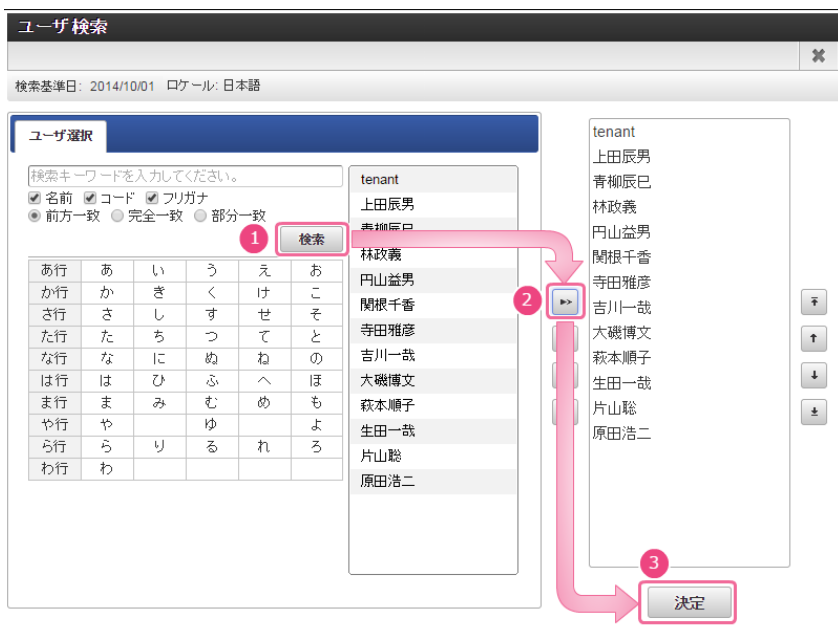 ユーザ検索
検索基準日: 2014/10/01 ロケール: 日本語
ユーザ選択
検索キーワードを入力してください。
名前 コード フリガナ
前方一致 完全一致 部分一致
1 検索
あ行 あ い う え お
か行 か き く け こ
さ行 さ し す せ そ
た行 た ち つ て と
な行 な に ぬ ね の
は行 は ひ ふ へ ほ
ま行 ま み む め も
や行 や ゆ よ
ら行 ら り る れ ろ
わ行 わ
tenant
上田辰男
青柳辰巳
林政義
円山益男
関根千香
寺田雅彦
吉川一哉
大磯博文
萩本順子
生田一哉
片山聡
原田浩二
2
tenant
上田辰男
青柳辰巳
林政義
円山益男
関根千香
寺田雅彦
吉川一哉
大磯博文
萩本順子
生田一哉
片山聡
原田浩二
3
決定